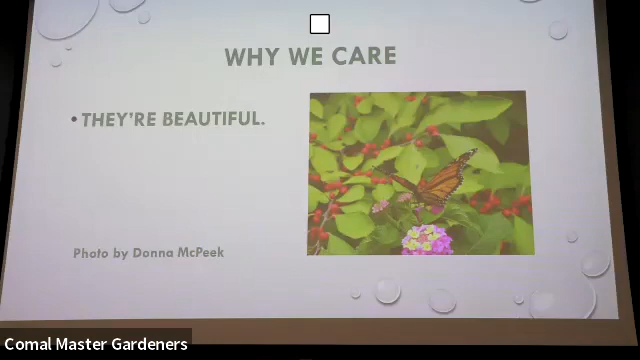 WHY WE CARE
• THEY'RE BEAUTIFUL.
Photo by Donna McPeek
Comal Master Gardeners